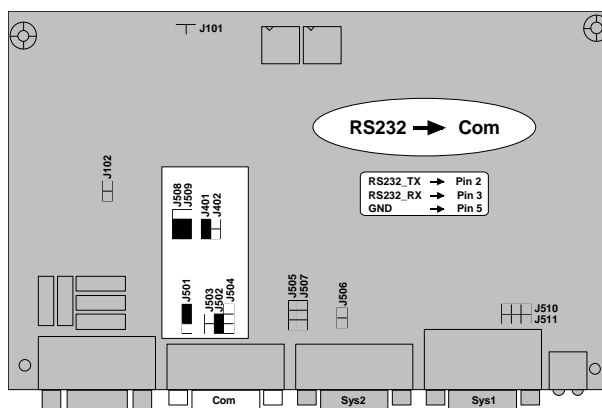 J101
RS232 → Com
J102
J508
J509
J401
J402
RS232_TX → Pin 2
RS232_RX → Pin 3
GND → Pin 5
J501
J503
J502
J504
J505
J507
J506
J510
J511
Com
Sys2
Sys1